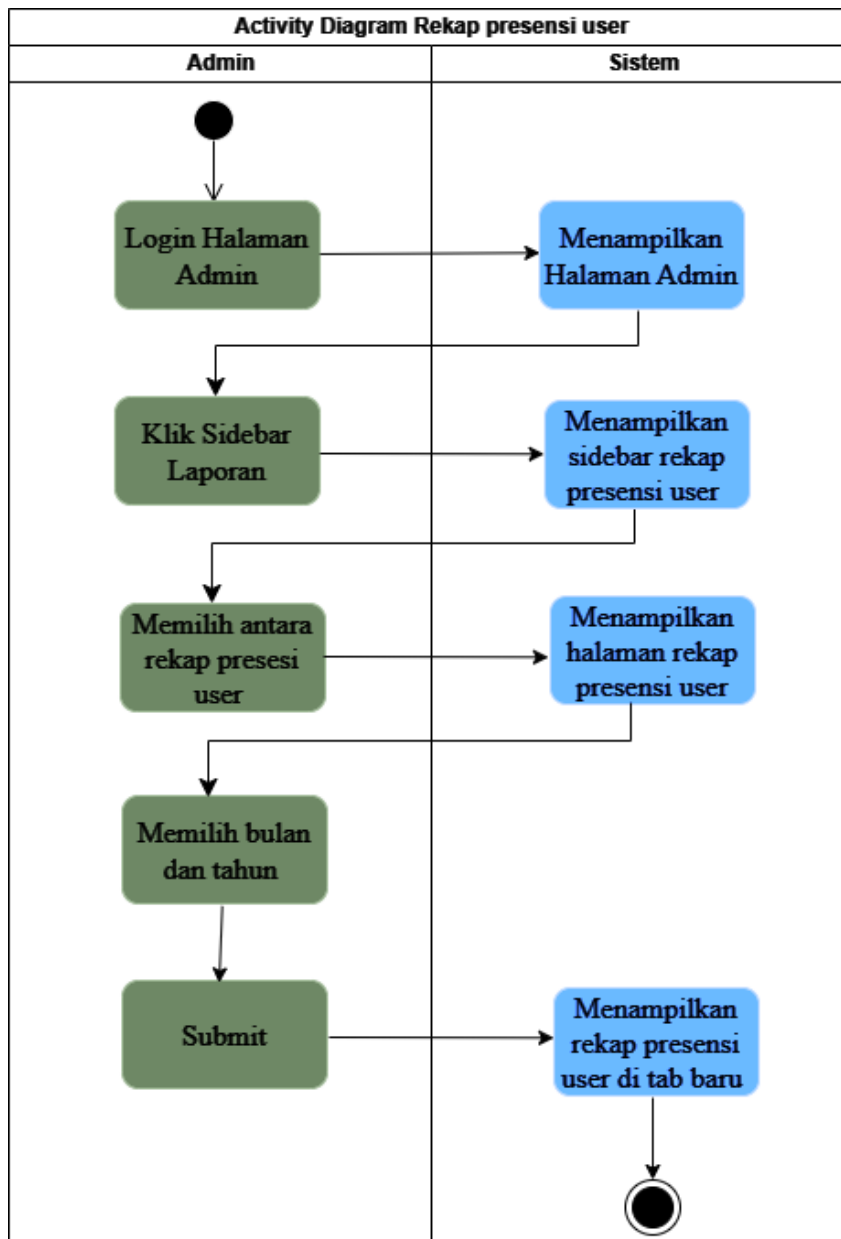 Activity Diagram Rekap presensi user
Admin
Sistem
Login Halaman
Admin
Menampilkan
Halaman Admin
Klik Sidebar
Laporan
Menampilkan
sidebar rekap
presensi user
Memilih antara
rekap presesi
user
Menampilkan
halaman rekap
presensi user
Memilih bulan
dan tahun
Submit
Menampilkan
rekap presensi
user di tab baru